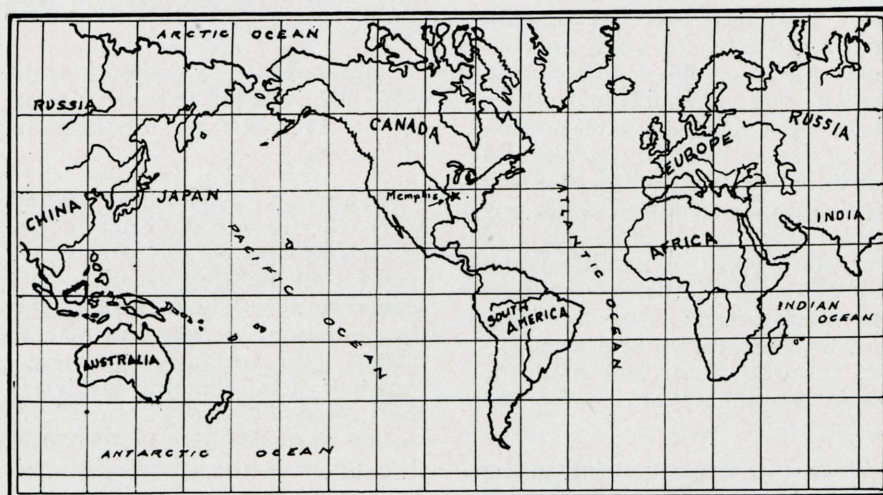 ARCTIC OCEAN
RUSSIA
CANADA
RUSSIA
EUROPE
CHINA
JAPAN
Memphis
ATLANTIC OCEAN
PACIFIC OCEAN
AFRICA
INDIA
SOUTH
AMERICA
INDIAN
OCEAN
AUSTRALIA
ANTARCTIC OCEAN